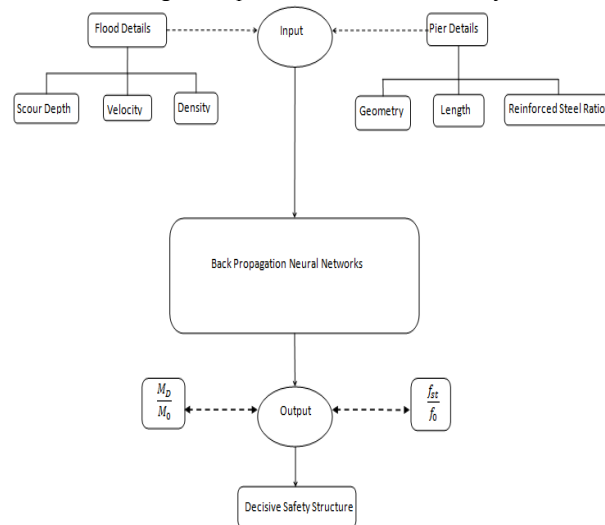 Flood Details
Input
Pier Details
Scour Depth
Velocity
Density
Geometry
Length
Reinforced Steel Ratio
Back Propagation Neural Networks
M_D
M_0
Output
f_st
f_0
Decisive Safety Structure